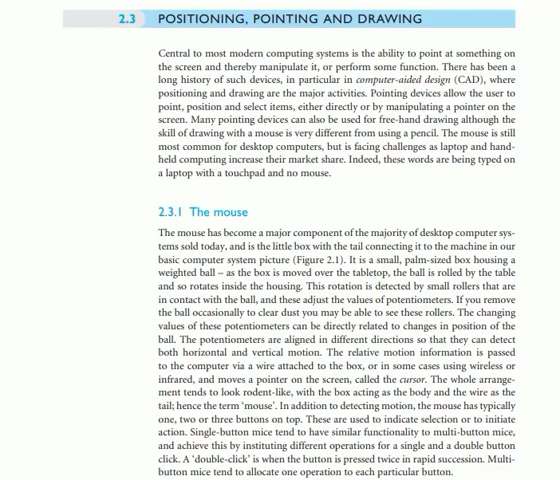 2.3 POSITIONING, POINTING AND DRAWING
Central to most modern computing systems is the ability to point at something on
the screen and thereby manipulate it, or perform some function. There has been a
long history of such devices, in particular in computer-aided design (CAD), where
positioning and drawing are the major activities. Pointing devices allow the user to
point, position and select items, either directly or by manipulating a pointer on the
screen. Many pointing devices can also be used for free-hand drawing although the
skill of drawing with a mouse is very different from using a pencil. The mouse is still
most common for desktop computers, but is facing challenges as laptop and hand-
held computing increase their market share. Indeed, these words are being typed on
a laptop with a touchpad and no mouse.
2.3.1 The mouse
The mouse has become a major component of the majority of desktop computer sys-
tems sold today, and is the little box with the tail connecting it to the machine in our
basic computer system picture (Figure 2.1). It is a small, palm-sized box housing a
weighted ball – as the box is moved over the tabletop, the ball is rolled by the table
and so rotates inside the housing. This rotation is detected by small rollers that are
in contact with the ball, and these adjust the values of potentiometers. If you remove
the ball occasionally to clear dust you may be able to see these rollers. The changing
values of these potentiometers can be directly related to changes in position of the
ball. The potentiometers are aligned in different directions so that they can detect
both horizontal and vertical motion. The relative motion information is passed
to the computer via a wire attached to the box, or in some cases using wireless or
infrared, and moves a pointer on the screen, called the cursor. The whole arrange-
ment tends to look rodent-like, with the box acting as the body and the wire as the
tail; hence the term ‘mouse’. In addition to detecting motion, the mouse has typically
one, two or three buttons on top. These are used to indicate selection or to initiate
action. Single-button mice tend to have similar functionality to multi-button mice,
and achieve this by instituting different operations for a single and a double button
click. A ‘double-click’ is when the button is pressed twice in rapid succession. Multi-
button mice tend to allocate one operation to each particular button.